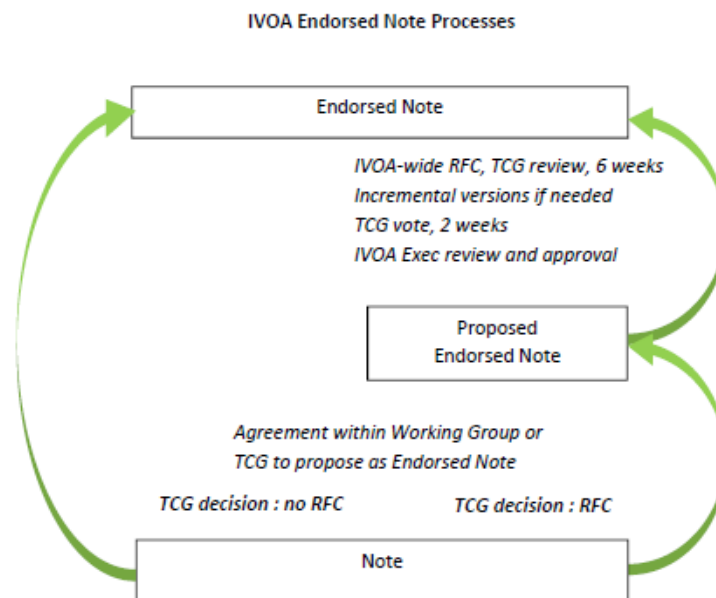 IVOA Endorsed Note Processes
Endorsed Note
IVOA-wide RFC, TCG review, 6 weeks
Incremental versions if needed
TCG vote, 2 weeks
IVOA Exec review and approval
Proposed
Endorsed Note
Agreement within Working Group or
TCG to propose as Endorsed Note
TCG decision : no RFC
TCG decision : RFC
Note